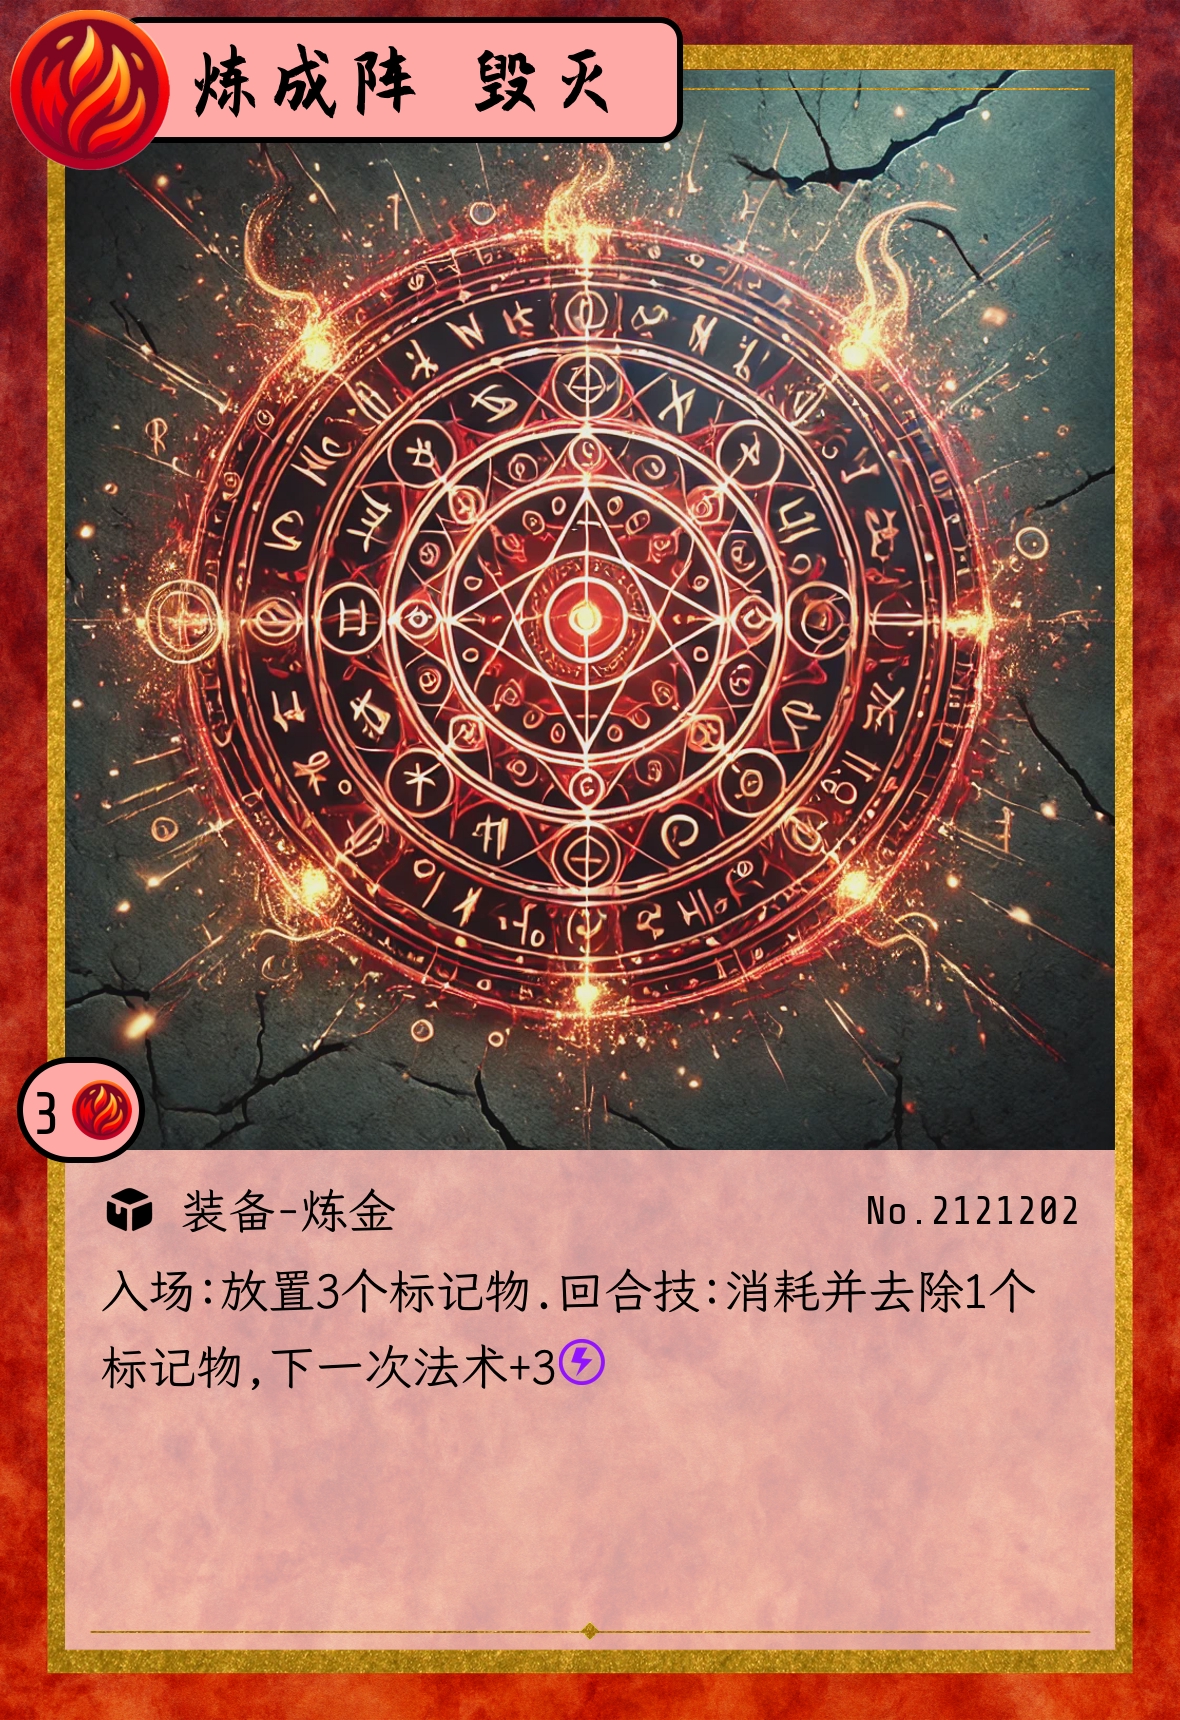 炼成阵 毁灭
3
装备-炼金
No.2121202
入场:放置3个标记物.回合技:消耗并去除1个
标记物,下一次法术+3